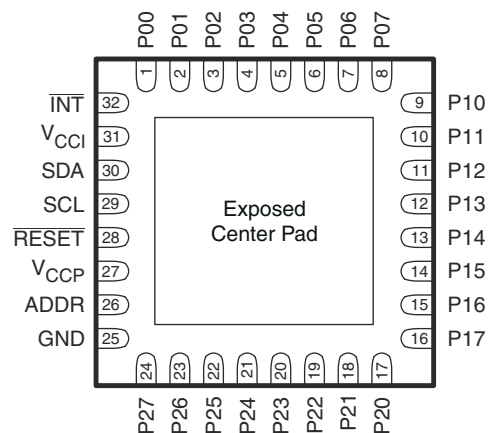 P00 P01 P02 P03 P04 P05 P06 P07
1 2 3 4 5 6 7 8
INT 32 9 P10
VCCI 31 10 P11
SDA 30 11 P12
SCL 29 12 P13
RESET 28 13 P14
VCCP 27 14 P15
ADDR 26 15 P16
GND 25 16 P17
Exposed
Center Pad
24 23 22 21 20 19 18 17
P27 P26 P25 P24 P23 P22 P21 P20